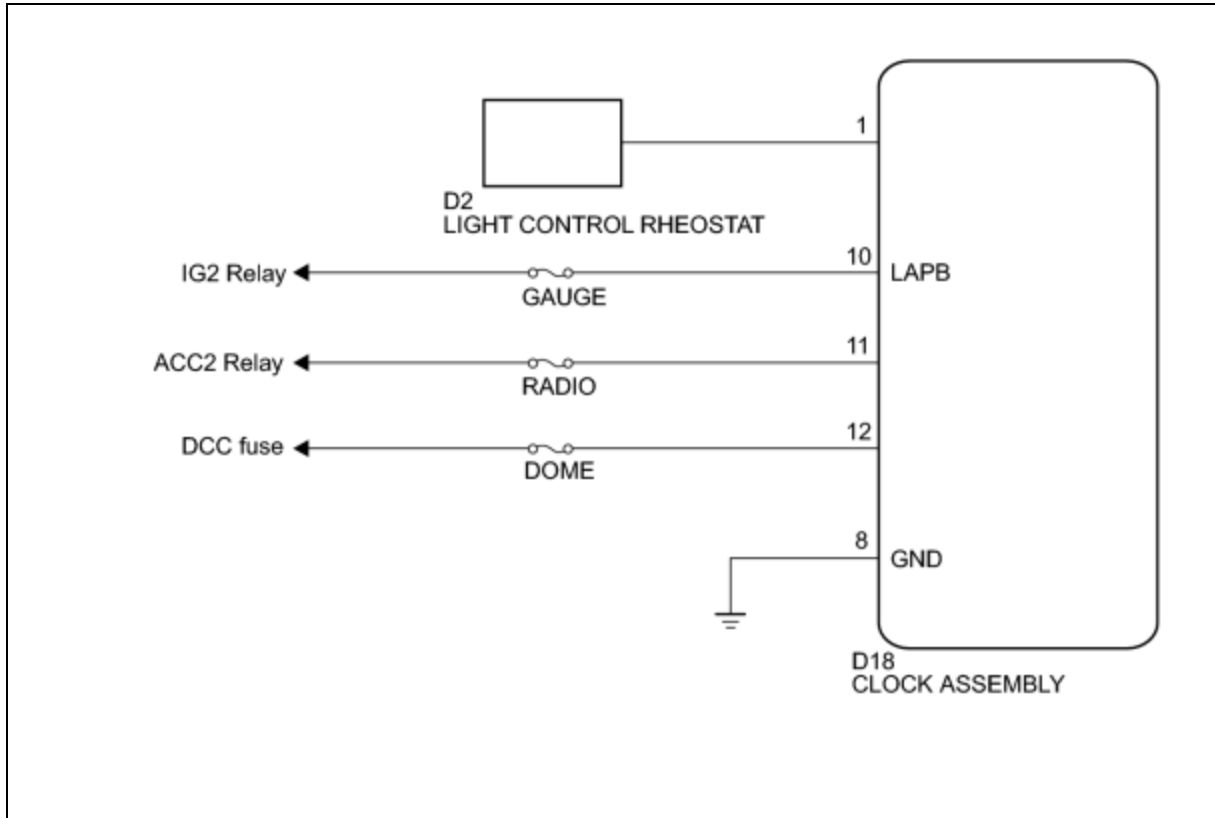 1
D2
LIGHT CONTROL RHEOSTAT
IG2 Relay
GAUGE
10
LAPB
ACC2 Relay
RADIO
11
DCC fuse
DOME
12
8
GND
D18
CLOCK ASSEMBLY